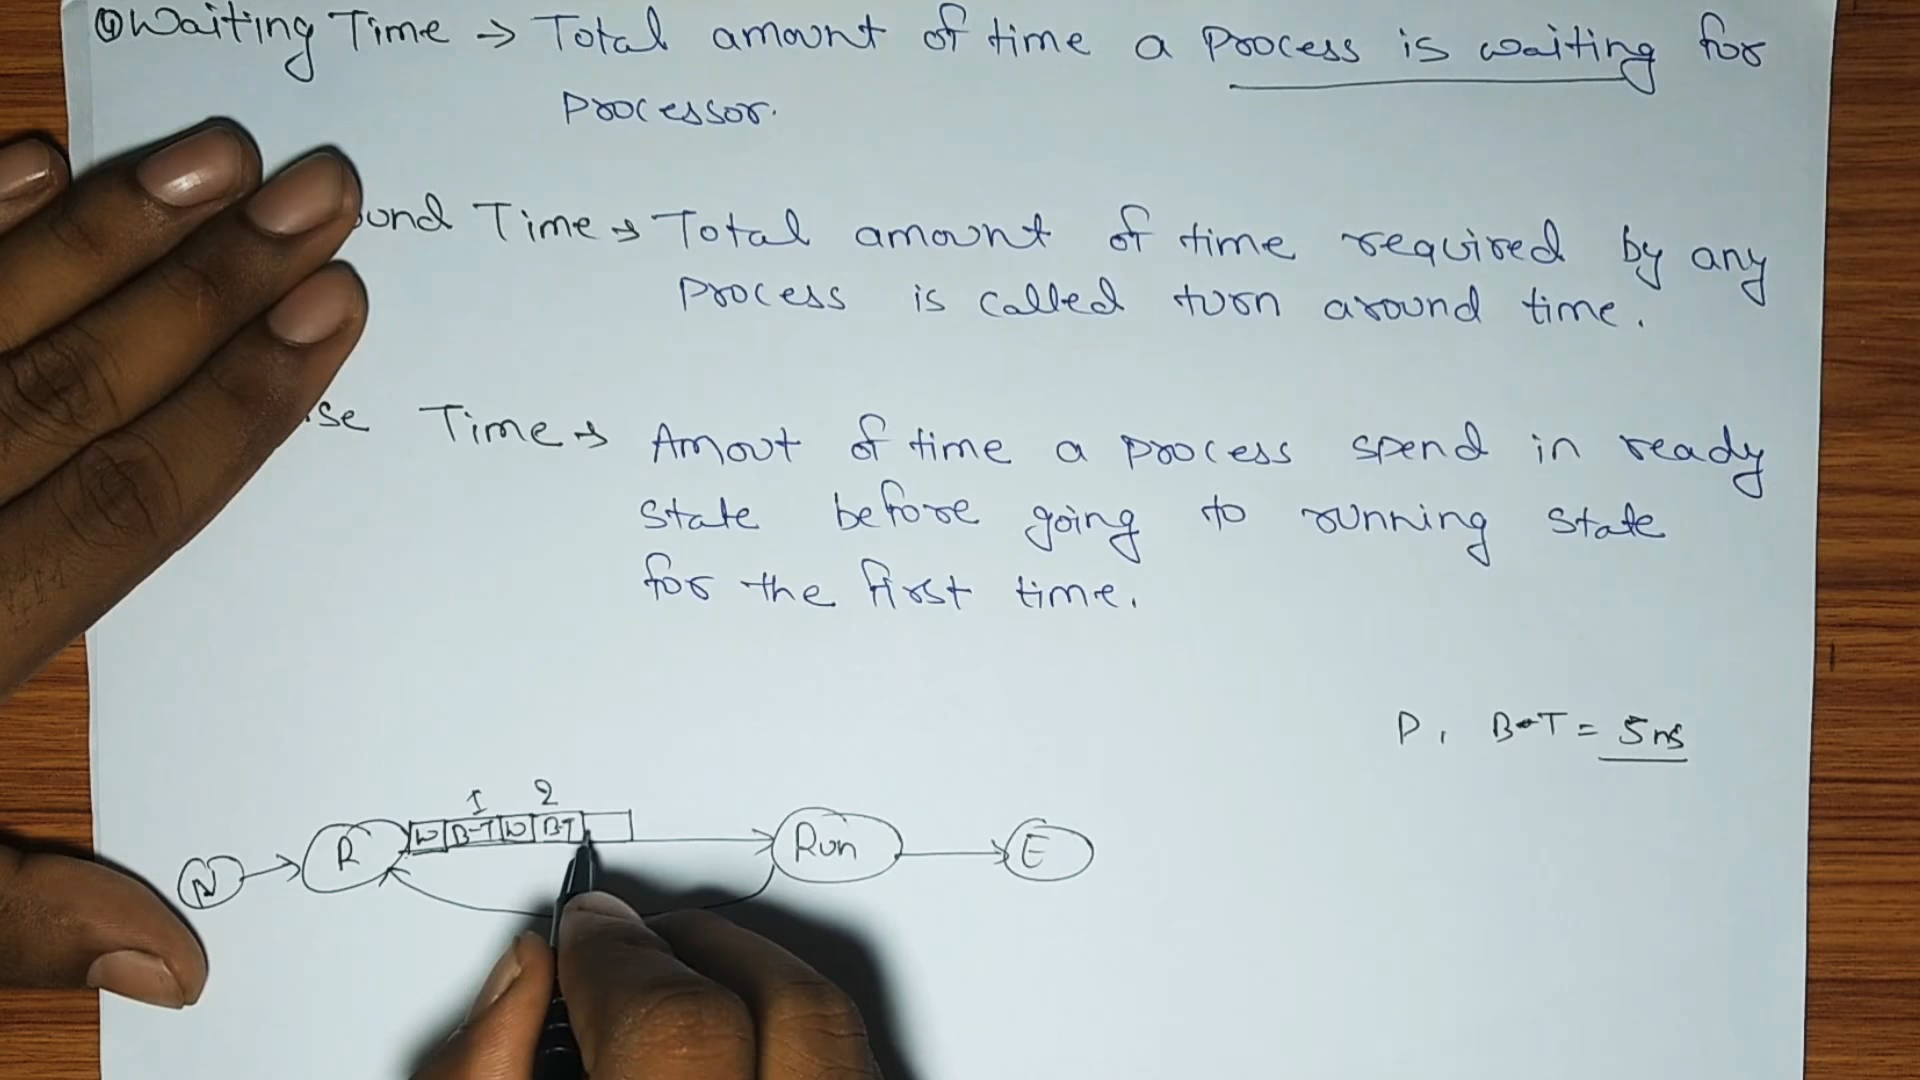 ④ Waiting Time → Total amount of time a process is waiting for
processor.
ound Time → Total amount of time required by any
process is called turn around time.
se Time → Amout of time a process spend in ready
state before going to running state
for the first time.
P, B-T = 5ns
1 2
N R W B-T W BT Run E